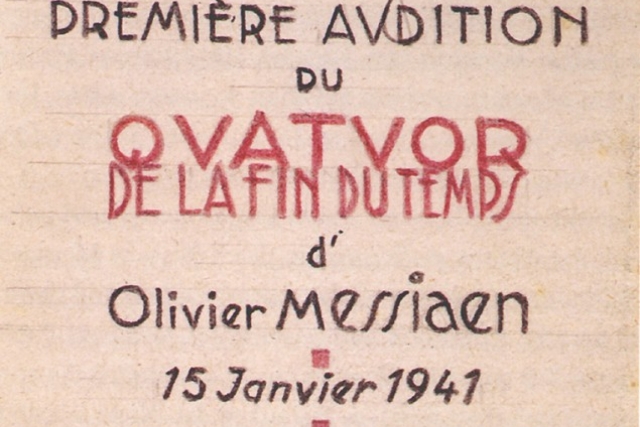 PREMIÈRE AVDITION
DU
QVATVOR
DE LA FIN DU TEMPS
d'
Olivier Messiaen
15 Janvier 1941